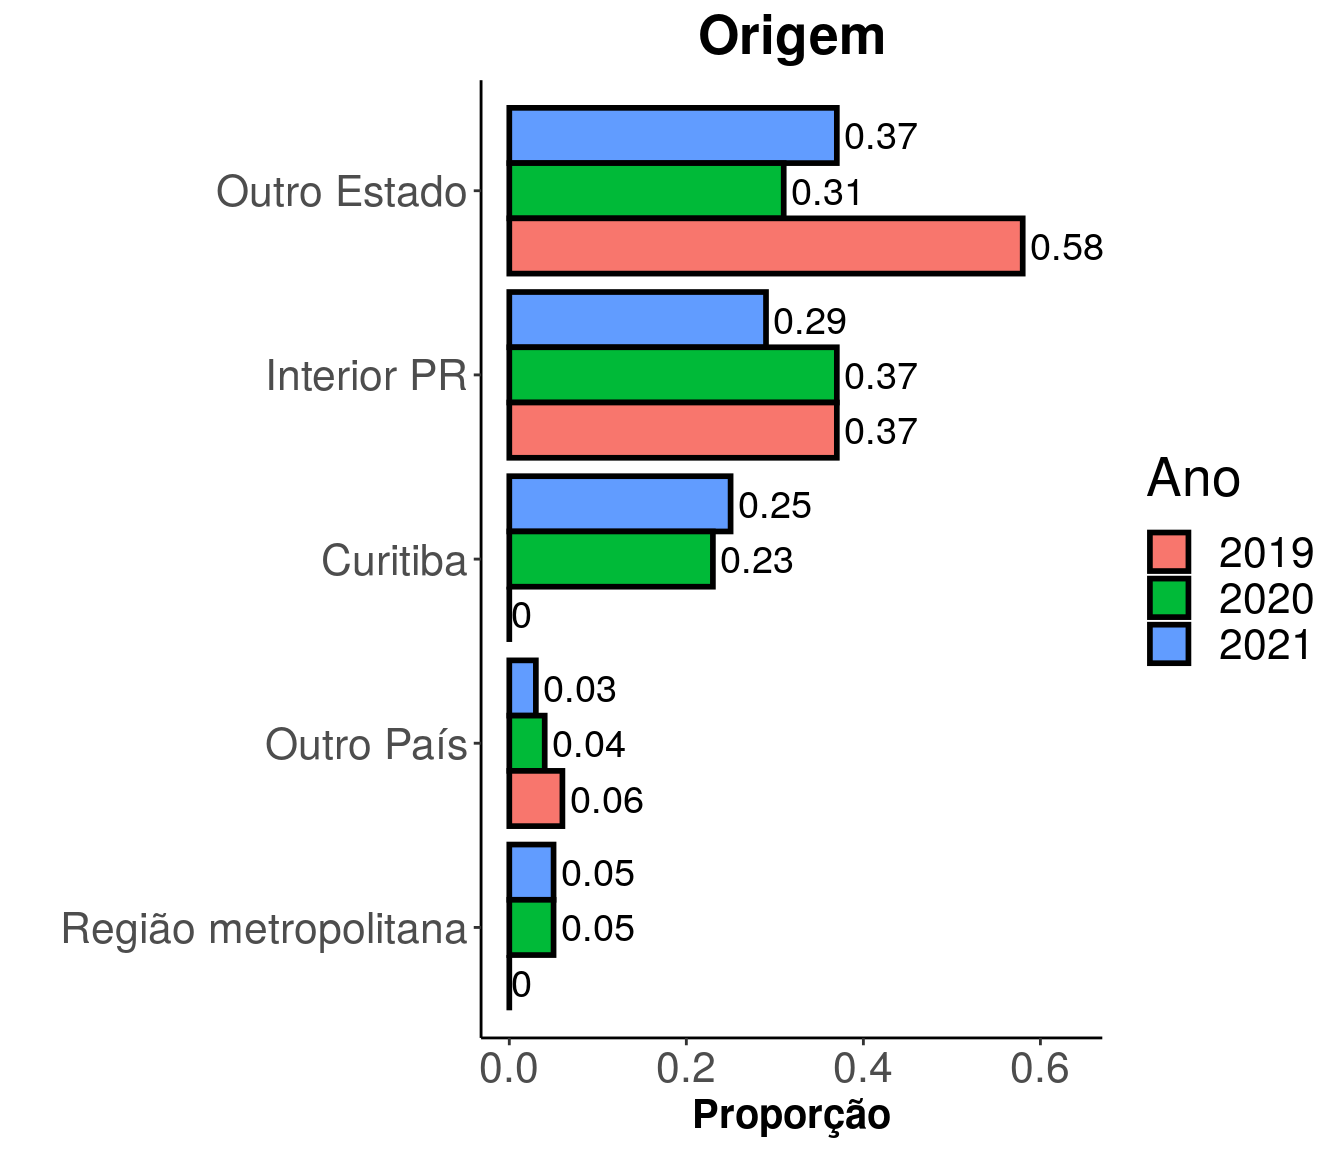 Origem
Outro Estado
0.37
0.31
0.58
Interior PR
0.29
0.37
0.37
Curitiba
0.25
0.23
0
Outro País
0.03
0.04
0.06
Região metropolitana
0.05
0.05
0
0.0 0.2 0.4 0.6
Proporção
Ano
2019
2020
2021